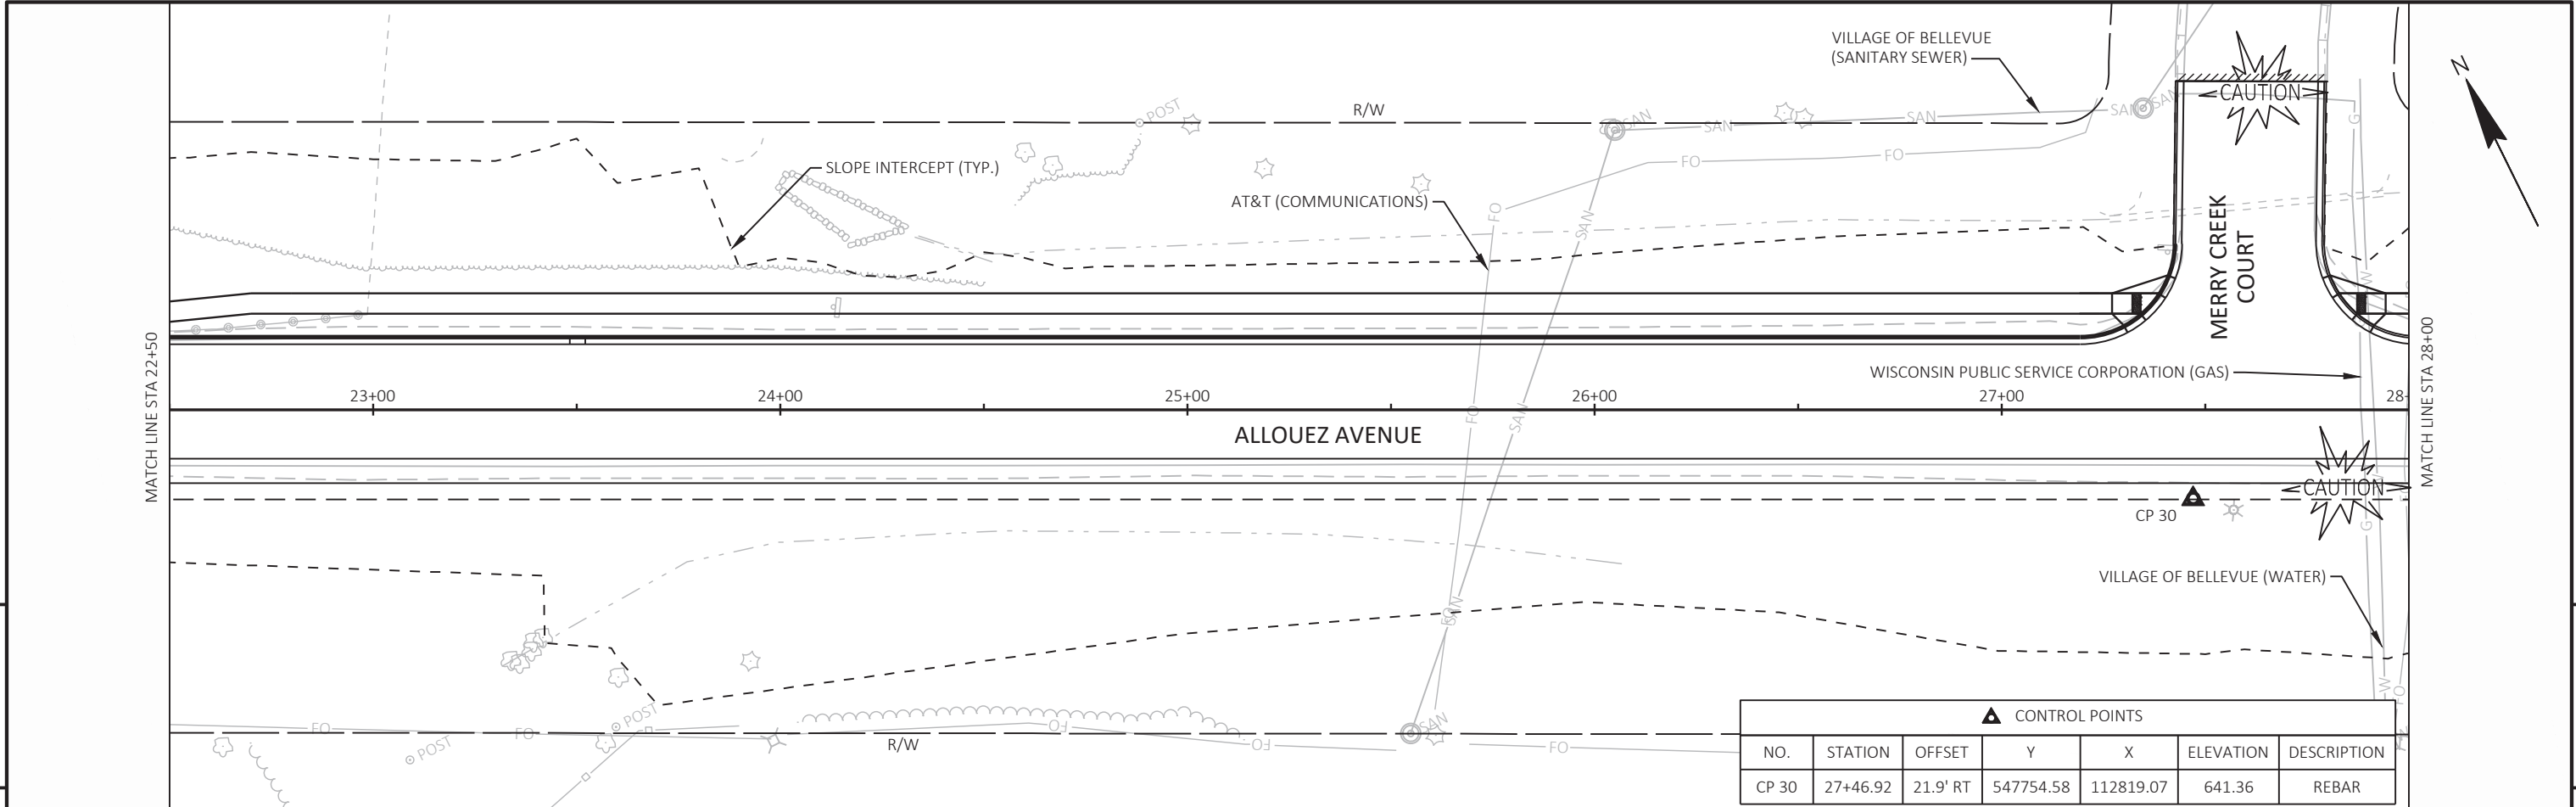 VILLAGE OF BELLEVUE
(SANITARY SEWER)
N
CAUTION
R/W
POST
SAN
SAN
SAN
SAN
SAN
FO
FO
SLOPE INTERCEPT (TYP.)
AT&T (COMMUNICATIONS)
FO
SAN
G
W
MERRY CREEK
COURT
MATCH LINE STA 22+50
MATCH LINE STA 28+00
WISCONSIN PUBLIC SERVICE CORPORATION (GAS)
23+00
24+00
25+00
26+00
27+00
28+
FO
SAN
ALLOUEZ AVENUE
CAUTION
CP 30
G
VILLAGE OF BELLEVUE (WATER)
SAN
W
FO
FO
FO
POST
POST
FO
FO
FO
SAN
R/W
CONTROL POINTS
NO. STATION OFFSET Y X ELEVATION DESCRIPTION
CP 30 27+46.92 21.9' RT 547754.58 112819.07 641.36 REBAR